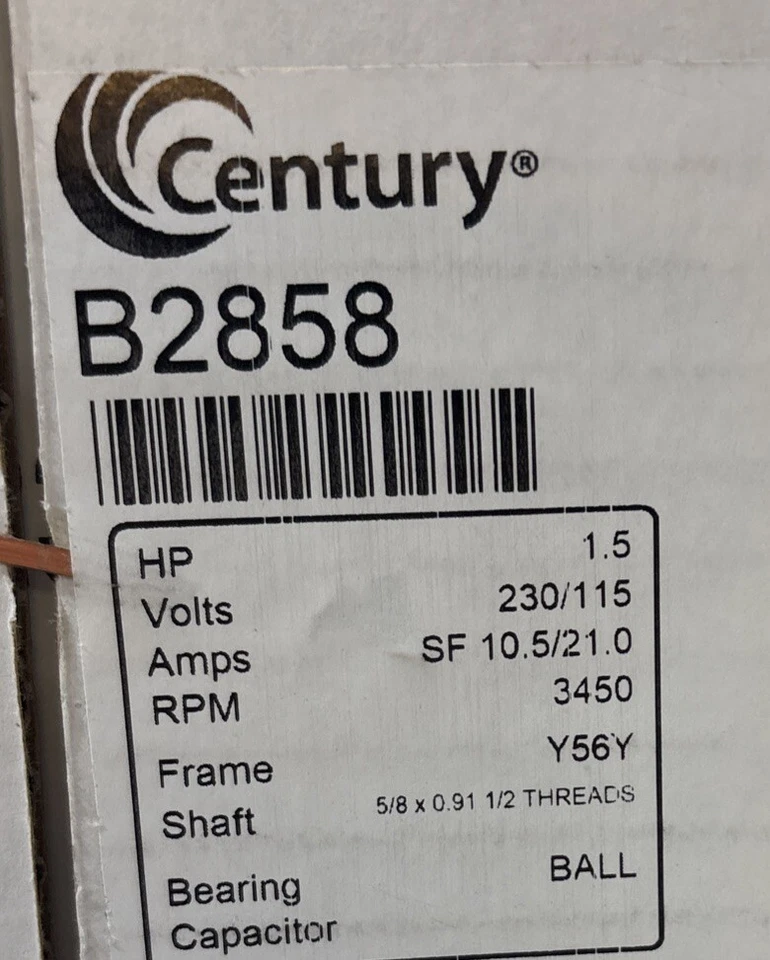 Century®
B2858
HP 1.5
Volts 230/115
Amps SF 10.5/21.0
RPM 3450
Frame Y56Y
Shaft 5/8 x 0.91 1/2 THREADS
Bearing BALL
Capacitor